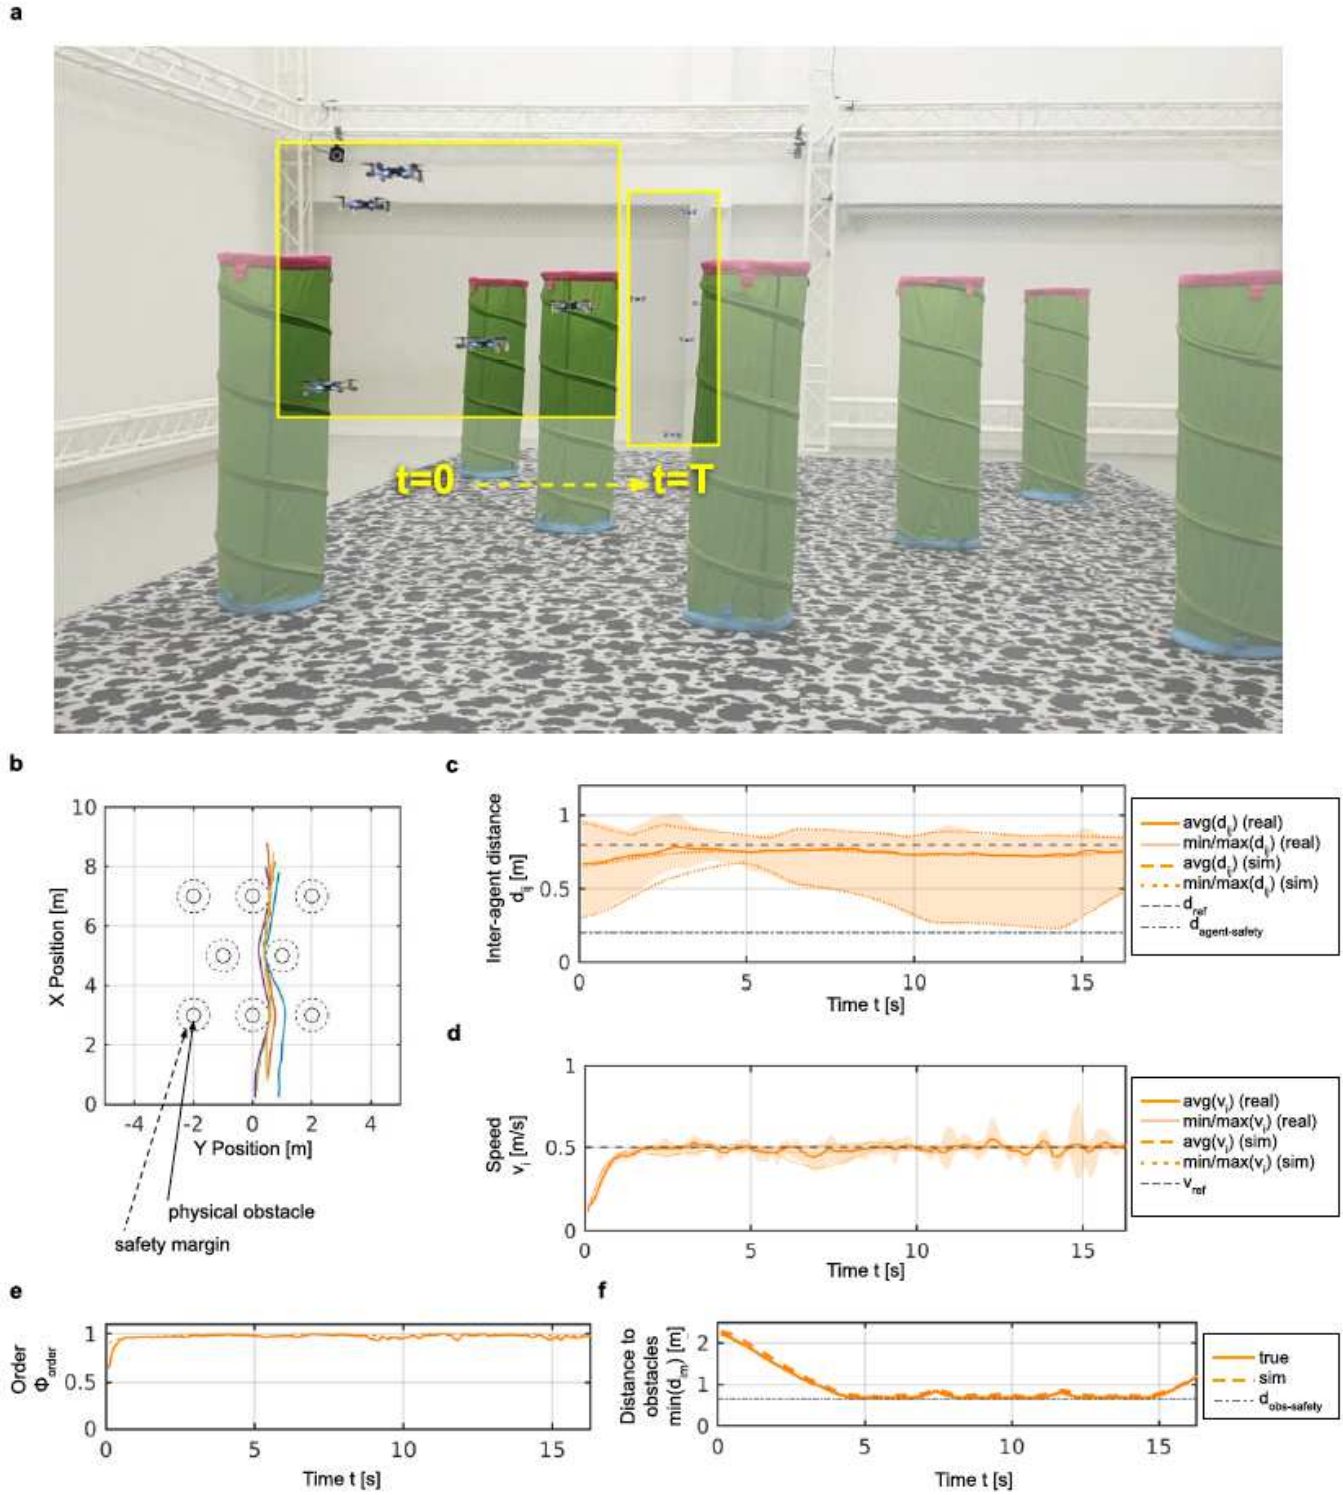 a
t=0
t=T
b
X Position [m]
10
8
6
4
2
0
-4
-2
0
2
4
Y Position [m]
physical obstacle
safety margin
c
Inter-agent distance
d_ij [m]
1
0.5
0
0
5
10
15
Time t [s]
avg(d_ij) (real)
min/max(d_ij) (real)
avg(d_ij) (sim)
min/max(d_ij) (sim)
d_ref
d_agent-safety
d
Speed
v_i [m/s]
1
0.5
0
0
5
10
15
Time t [s]
avg(v_i) (real)
min/max(v_i) (real)
avg(v_i) (sim)
min/max(v_i) (sim)
v_ref
e
Order
Φ_order
1
0.5
0
0
5
10
15
Time t [s]
f
Distance to
obstacles
min(d_im) [m]
2
1
0
0
5
10
15
Time t [s]
true
sim
d_obs-safety